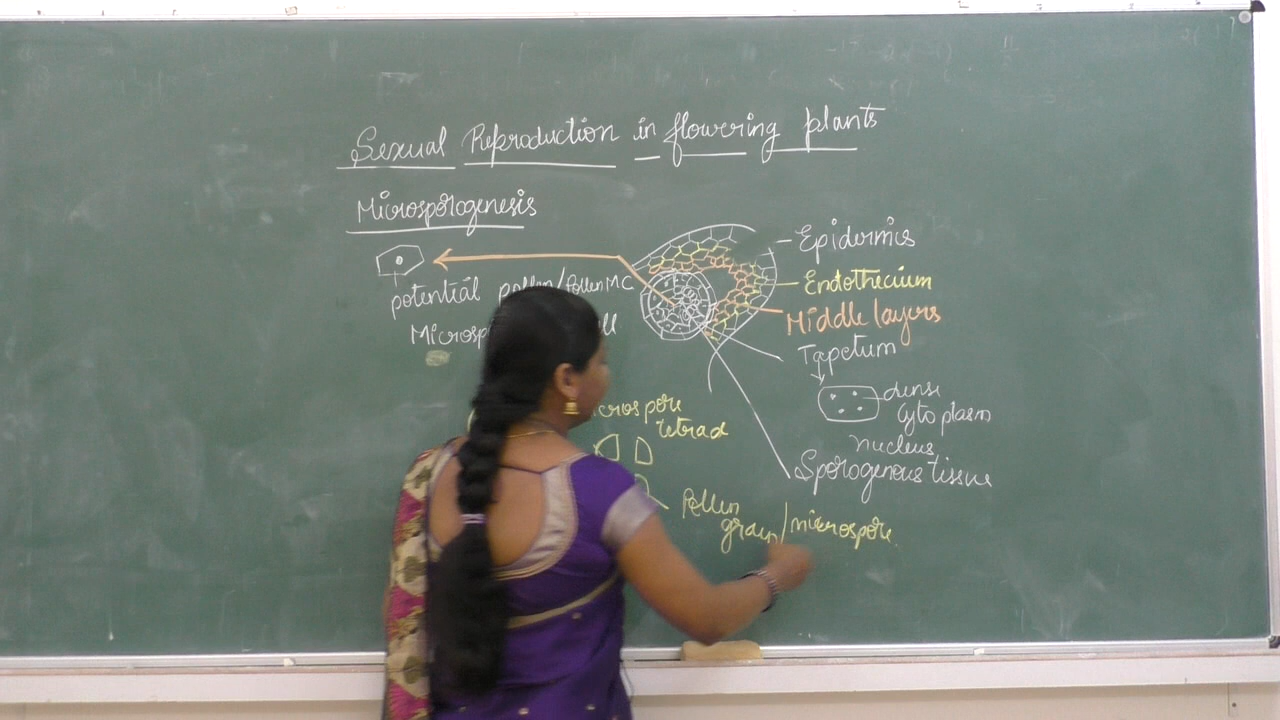 Sexual Reproduction in flowering plants
Microsporogenesis
Epidermis
Endothecium
potential pollen/PollenMC
Middle layers
Tapetum
dense
Cytoplasm
nucleus
tetrad
Sporogenous tissue
Pollen
grain/microspore